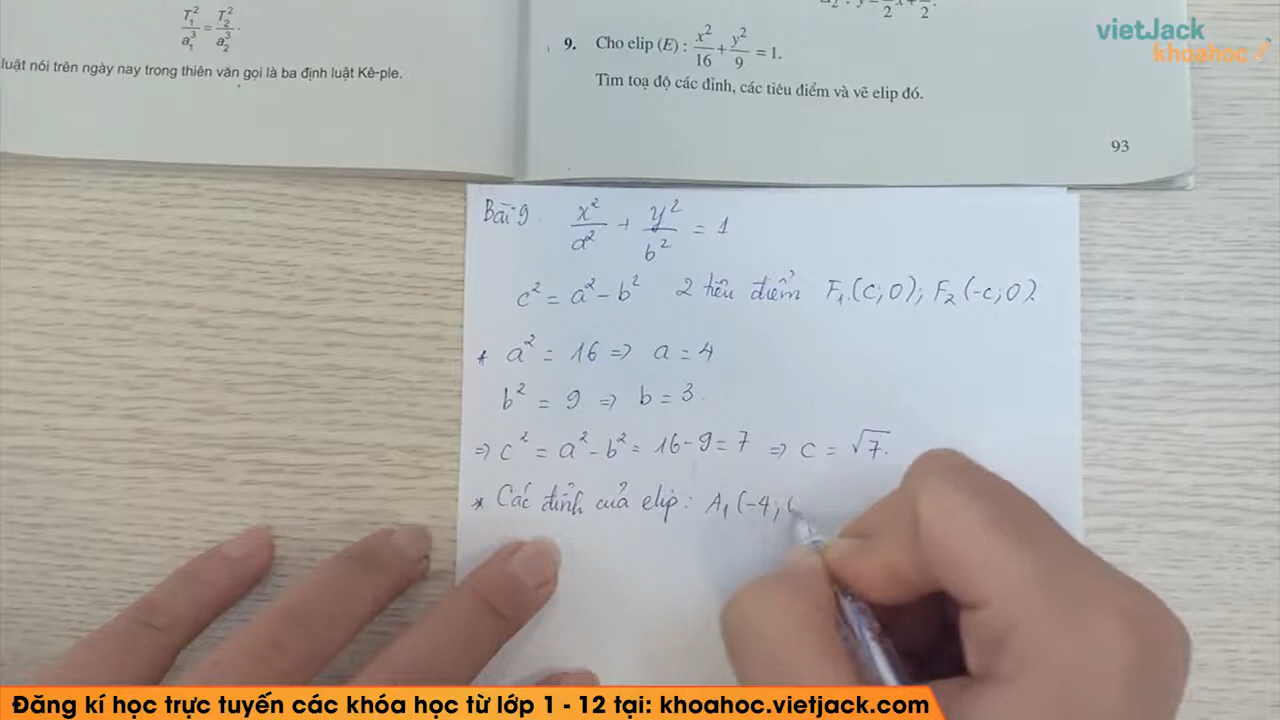 T₁²/a₁³ = T₂²/a₂³.
luật nói trên ngày nay trong thiên văn gọi là ba định luật Kê-ple.
9. Cho elip (E) : x²/16 + y²/9 = 1.
Tìm toạ độ các đỉnh, các tiêu điểm và vẽ elip đó.
93
vietJack
khoahoc
Bài 9 x²/a² + y²/b² = 1
c² = a² - b² 2 tiêu điểm F₁(c; 0); F₂(-c; 0).
* a² = 16 => a = 4
b² = 9 => b = 3.
=> c² = a² - b² = 16 - 9 = 7 => c = √7.
* Các đỉnh của elip: A₁(-4;
Đăng kí học trực tuyến các khóa học từ lớp 1 - 12 tại: khoahoc.vietjack.com